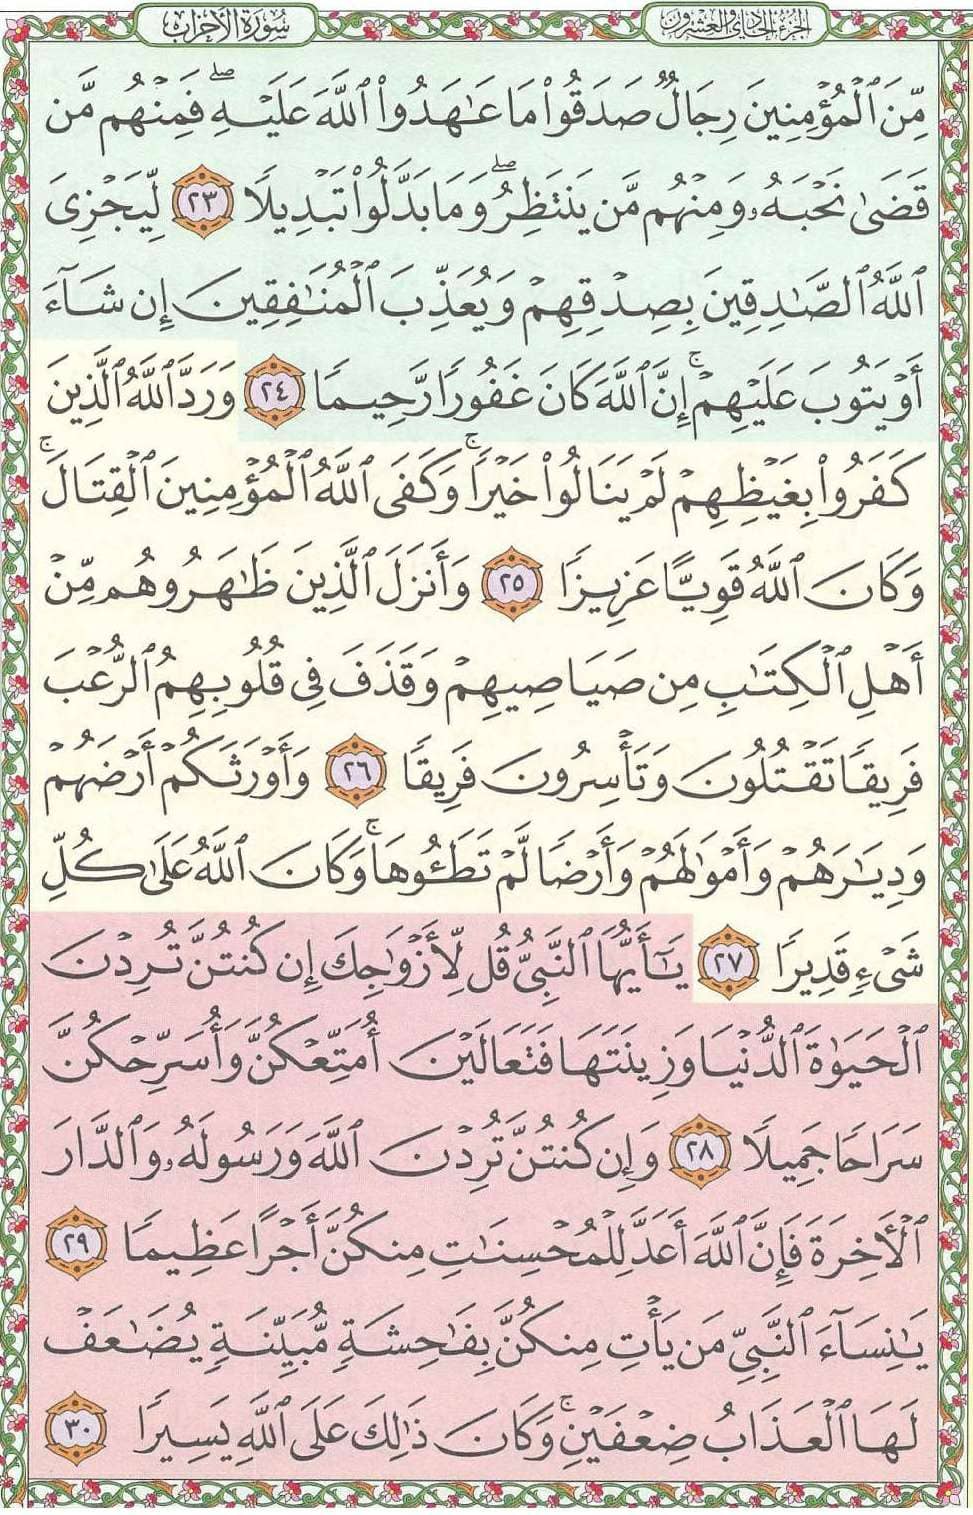 الجزء الحادي والعشرون
سورة الأحزاب
مِّنَ ٱلۡمُؤۡمِنِينَ رِجَالٞ صَدَقُواْ مَا عَٰهَدُواْ ٱللَّهَ عَلَيۡهِۖ فَمِنۡهُم مَّن
قَضَىٰ نَحۡبَهُۥ وَمِنۡهُم مَّن يَنتَظِرُۖ وَمَا بَدَّلُواْ تَبۡدِيلٗا ٢٣ لِّيَجۡزِيَ
ٱللَّهُ ٱلصَّٰدِقِينَ بِصِدۡقِهِمۡ وَيُعَذِّبَ ٱلۡمُنَٰفِقِينَ إِن شَآءَ
أَوۡ يَتُوبَ عَلَيۡهِمۡۚ إِنَّ ٱللَّهَ كَانَ غَفُورٗا رَّحِيمٗا ٢٤ وَرَدَّ ٱللَّهُ ٱلَّذِينَ
كَفَرُواْ بِغَيۡظِهِمۡ لَمۡ يَنَالُواْ خَيۡرٗاۚ وَكَفَى ٱللَّهُ ٱلۡمُؤۡمِنِينَ ٱلۡقِتَالَۚ
وَكَانَ ٱللَّهُ قَوِيًّا عَزِيزٗا ٢٥ وَأَنزَلَ ٱلَّذِينَ ظَٰهَرُوهُم مِّنۡ
أَهۡلِ ٱلۡكِتَٰبِ مِن صَيَاصِيهِمۡ وَقَذَفَ فِي قُلُوبِهِمُ ٱلرُّعۡبَ
فَرِيقٗا تَقۡتُلُونَ وَتَأۡسِرُونَ فَرِيقٗا ٢٦ وَأَوۡرَثَكُمۡ أَرۡضَهُمۡ
وَدِيَٰرَهُمۡ وَأَمۡوَٰلَهُمۡ وَأَرۡضٗا لَّمۡ تَطَـُٔوهَاۚ وَكَانَ ٱللَّهُ عَلَىٰ كُلِّ
شَيۡءٖ قَدِيرٗا ٢٧ يَٰٓأَيُّهَا ٱلنَّبِيُّ قُل لِّأَزۡوَٰجِكَ إِن كُنتُنَّ تُرِدۡنَ
ٱلۡحَيَوٰةَ ٱلدُّنۡيَا وَزِينَتَهَا فَتَعَالَيۡنَ أُمَتِّعۡكُنَّ وَأُسَرِّحۡكُنَّ
سَرَاحٗا جَمِيلٗا ٢٨ وَإِن كُنتُنَّ تُرِدۡنَ ٱللَّهَ وَرَسُولَهُۥ وَٱلدَّارَ
ٱلۡأٓخِرَةَ فَإِنَّ ٱللَّهَ أَعَدَّ لِلۡمُحۡسِنَٰتِ مِنكُنَّ أَجۡرًا عَظِيمٗا ٢٩
يَٰنِسَآءَ ٱلنَّبِيِّ مَن يَأۡتِ مِنكُنَّ بِفَٰحِشَةٖ مُّبَيِّنَةٖ يُضَٰعَفۡ
لَهَا ٱلۡعَذَابُ ضِعۡفَيۡنِۚ وَكَانَ ذَٰلِكَ عَلَى ٱللَّهِ يَسِيرٗا ٣٠